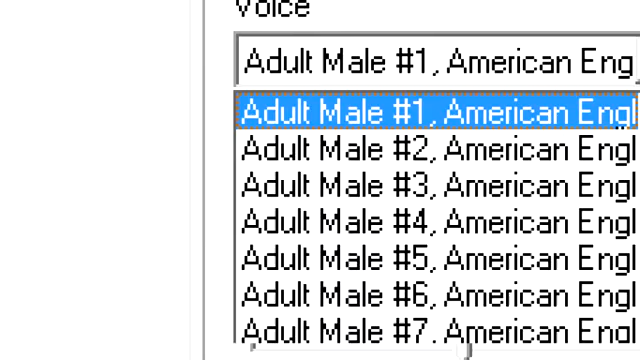 Voice
Adult Male #1, American Eng
Adult Male #1, American Engl
Adult Male #2, American Engl
Adult Male #3, American Engl
Adult Male #4, American Engl
Adult Male #5, American Engl
Adult Male #6, American Engl
Adult Male #7, American Engl